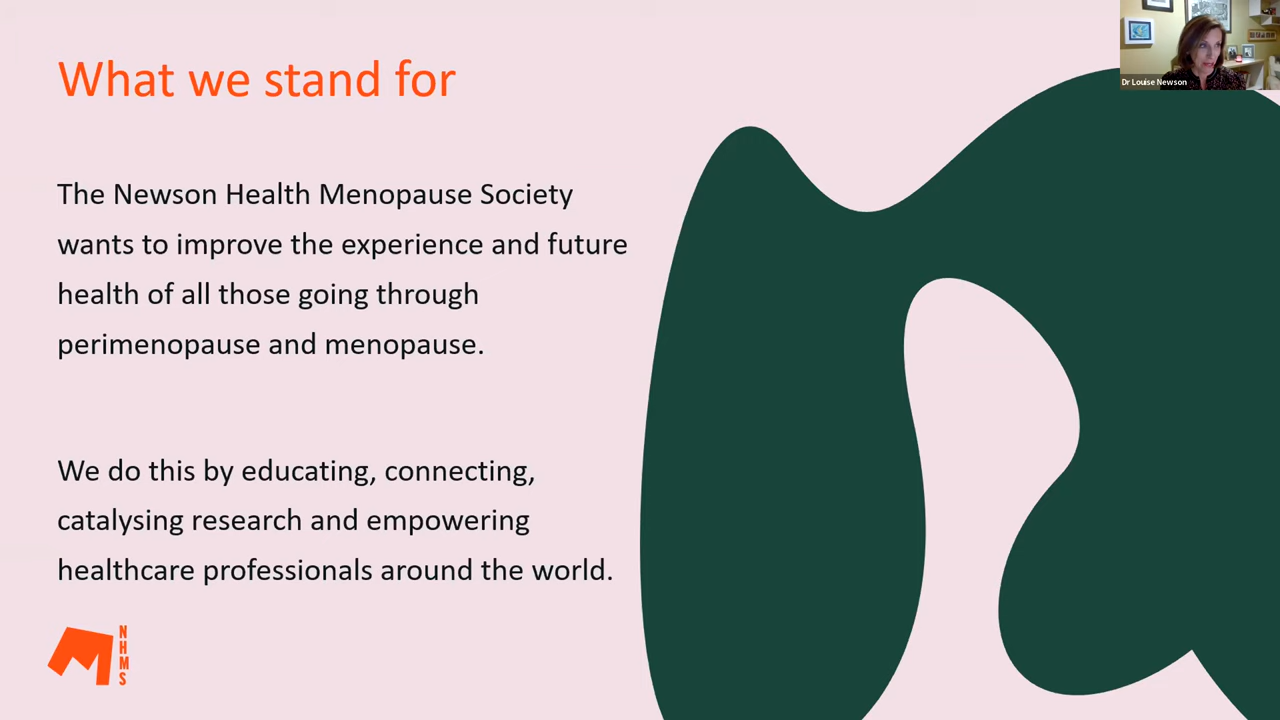 What we stand for
Dr Louise Newson
The Newson Health Menopause Society
wants to improve the experience and future
health of all those going through
perimenopause and menopause.
We do this by educating, connecting,
catalysing research and empowering
healthcare professionals around the world.
NHMS